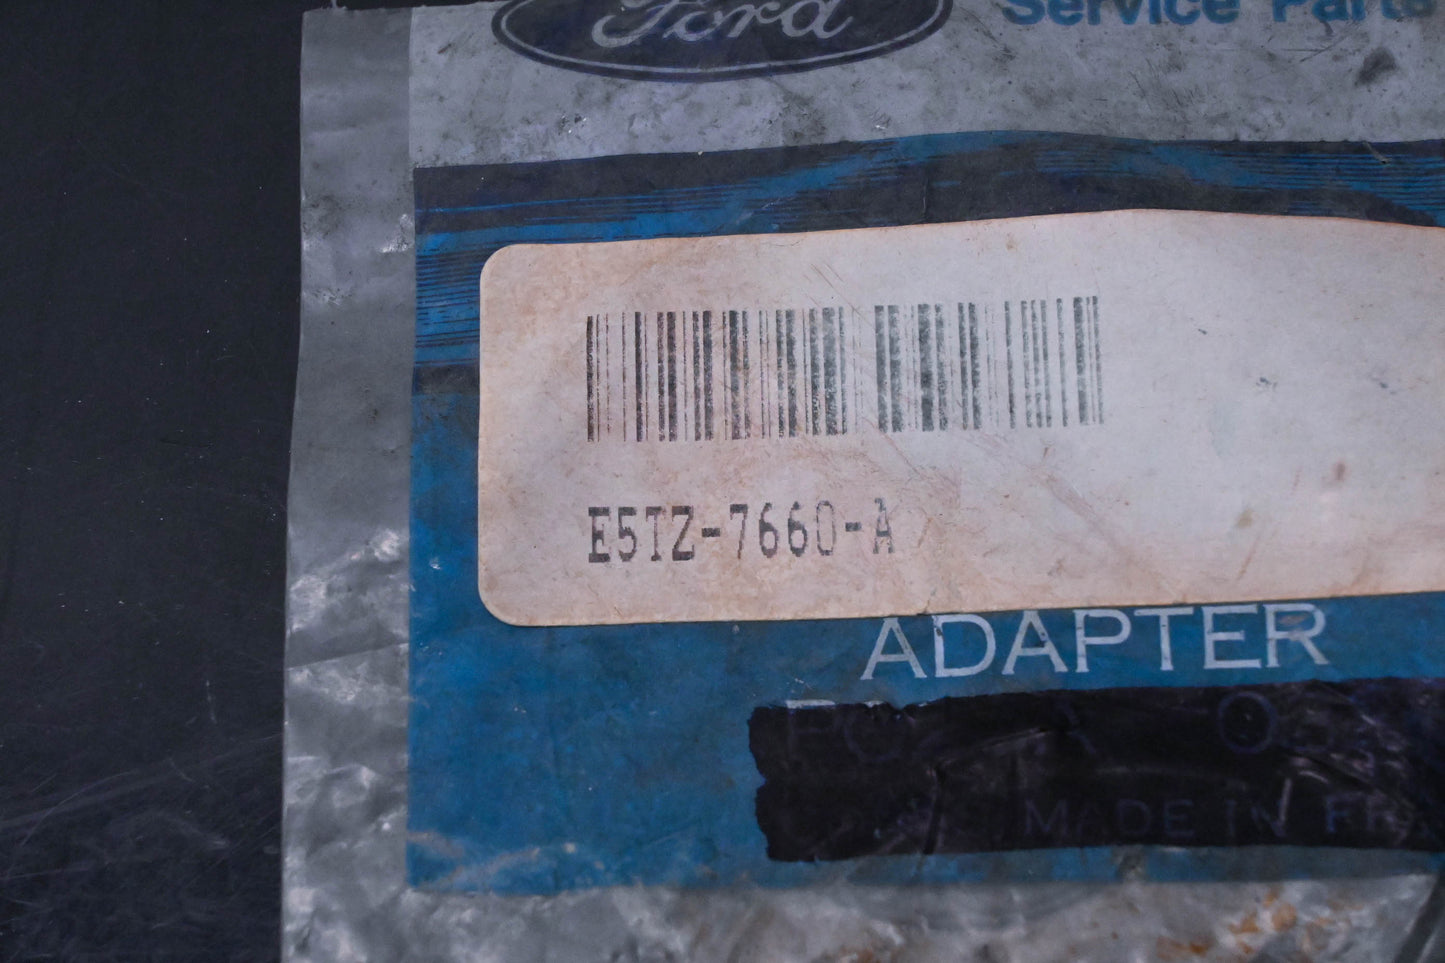 Ford
Service Parts
E5TZ-7660-A
ADAPTER
MADE IN